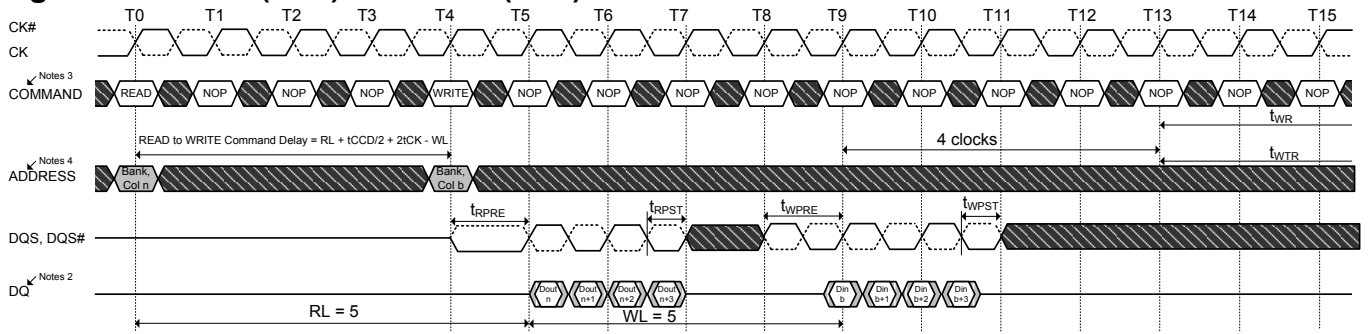 T0 T1 T2 T3 T4 T5 T6 T7 T8 T9 T10 T11 T12 T13 T14 T15
CK#
CK
Notes 3
COMMAND READ NOP NOP NOP WRITE NOP NOP NOP NOP NOP NOP NOP NOP NOP NOP NOP
tWR
READ to WRITE Command Delay = RL + tCCD/2 + 2tCK - WL
4 clocks
tWTR
Notes 4
ADDRESS
Bank, Col n
Bank, Col b
tRPRE tRPST tWPRE tWPST
DQS, DQS#
Notes 2
DQ
Dout n
Dout n+1
Dout n+2
Dout n+3
Din b
Din b+1
Din b+2
Din b+3
RL = 5
WL = 5